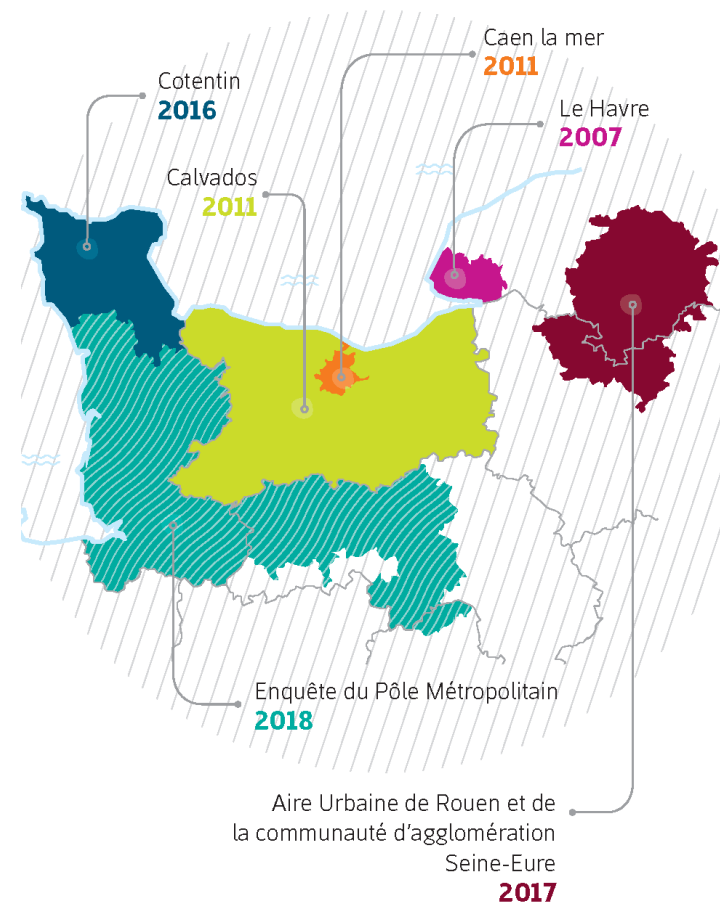 Caen la mer
2011
Cotentin
2016
Le Havre
2007
Calvados
2011
Enquête du Pôle Métropolitain
2018
Aire Urbaine de Rouen et de
la communauté d'agglomération
Seine-Eure
2017